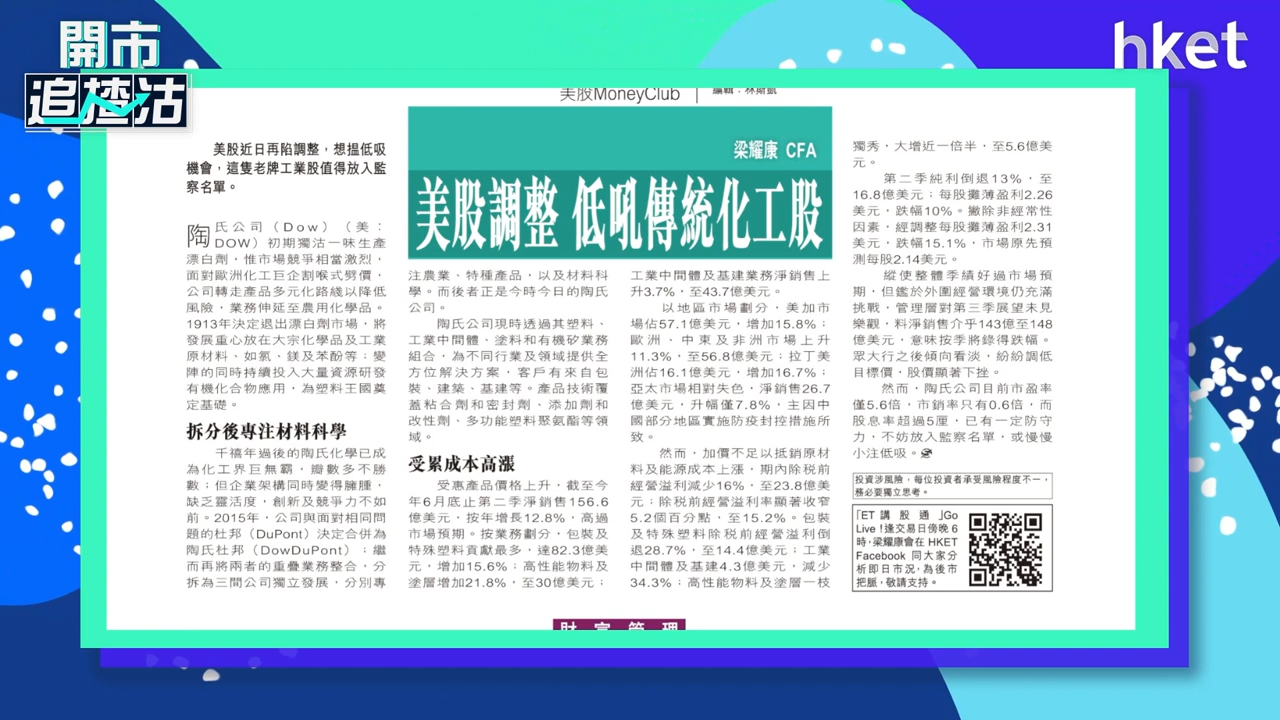 開市
追揸沽
hket
美股MoneyClub
編輯：林斯凱
美股近日再陷調整，想搵低吸
機會，這隻老牌工業股值得放入監
察名單。
梁耀康 CFA
美股調整 低吼傳統化工股
陶氏公司（Dow）（美：
DOW）初期獨沽一味生產
漂白劑，惟市場競爭相當激烈，
面對歐洲化工巨企割喉式劈價，
公司轉走產品多元化路綫以降低
風險，業務伸延至農用化學品。
1913年決定退出漂白劑市場，將
發展重心放在大宗化學品及工業
原材料、如氯、鎂及苯酚等；變
陣的同時持續投入大量資源研發
有機化合物應用，為塑料王國奠
定基礎。
拆分後專注材料科學
千禧年過後的陶氏化學已成
為化工界巨無霸，瓣數多不勝
數；但企業架構同時變得臃腫，
缺乏靈活度，創新及競爭力不如
前。2015年，公司與面對相同問
題的杜邦（DuPont）決定合併為
陶氏杜邦（DowDuPont）；繼
而再將兩者的重疊業務整合，分
拆為三間公司獨立發展，分別專
注農業、特種產品，以及材料科
學。而後者正是今時今日的陶氏
公司。
陶氏公司現時透過其塑料、
工業中間體、塗料和有機矽業務
組合，為不同行業及領域提供全
方位解決方案，客戶有來自包
裝、建築、基建等。產品技術覆
蓋粘合劑和密封劑、添加劑和
改性劑、多功能塑料聚氨酯等領
域。
受累成本高漲
受惠產品價格上升，截至今
年6月底止第二季淨銷售156.6
億美元，按年增長12.8%，高過
市場預期。按業務劃分，包裝及
特殊塑料貢獻最多，達82.3億美
元，增加15.6%；高性能物料及
塗層增加21.8%，至30億美元；
工業中間體及基建業務淨銷售上
升3.7%，至43.7億美元。
以地區市場劃分，美加市
場佔57.1億美元，增加15.8%；
歐洲、中東及非洲市場上升
11.3%，至56.8億美元；拉丁美
洲佔16.1億美元，增加16.7%；
亞太市場相對失色，淨銷售26.7
億美元，升幅僅7.8%，主因中
國部分地區實施防疫封控措施所
致。
然而，加價不足以抵銷原材
料及能源成本上漲，期內除稅前
經營溢利減少16%，至23.8億美
元；除稅前經營溢利率顯著收窄
5.2個百分點，至15.2%。包裝
及特殊塑料除稅前經營溢利倒
退28.7%，至14.4億美元；工業
中間體及基建4.3億美元，減少
34.3%；高性能物料及塗層一枝
獨秀，大增近一倍半，至5.6億美
元。
第二季純利倒退13%，至
16.8億美元；每股攤薄盈利2.26
美元，跌幅10%。撇除非經常性
因素，經調整每股攤薄盈利2.31
美元，跌幅15.1%，市場原先預
測每股2.14美元。
縱使整體季績好過市場預
期，但鑑於外圍經營環境仍充滿
挑戰，管理層對第三季展望未見
樂觀，料淨銷售介乎143億至148
億美元，意味按季將錄得跌幅。
眾大行之後傾向看淡，紛紛調低
目標價，股價顯著下挫。
然而，陶氏公司目前市盈率
僅5.6倍，市銷率只有0.6倍，而
股息率超過5厘，已有一定防守
力，不妨放入監察名單，或慢慢
小注低吸。
投資涉風險，每位投資者承受風險程度不一，
務必要獨立思考。
「ET講股通」Go
Live！逢交易日傍晚6
時，梁耀康會在HKET
Facebook 同大家分
析即日市況，為後市
把脈，敬請支持。
財富管理